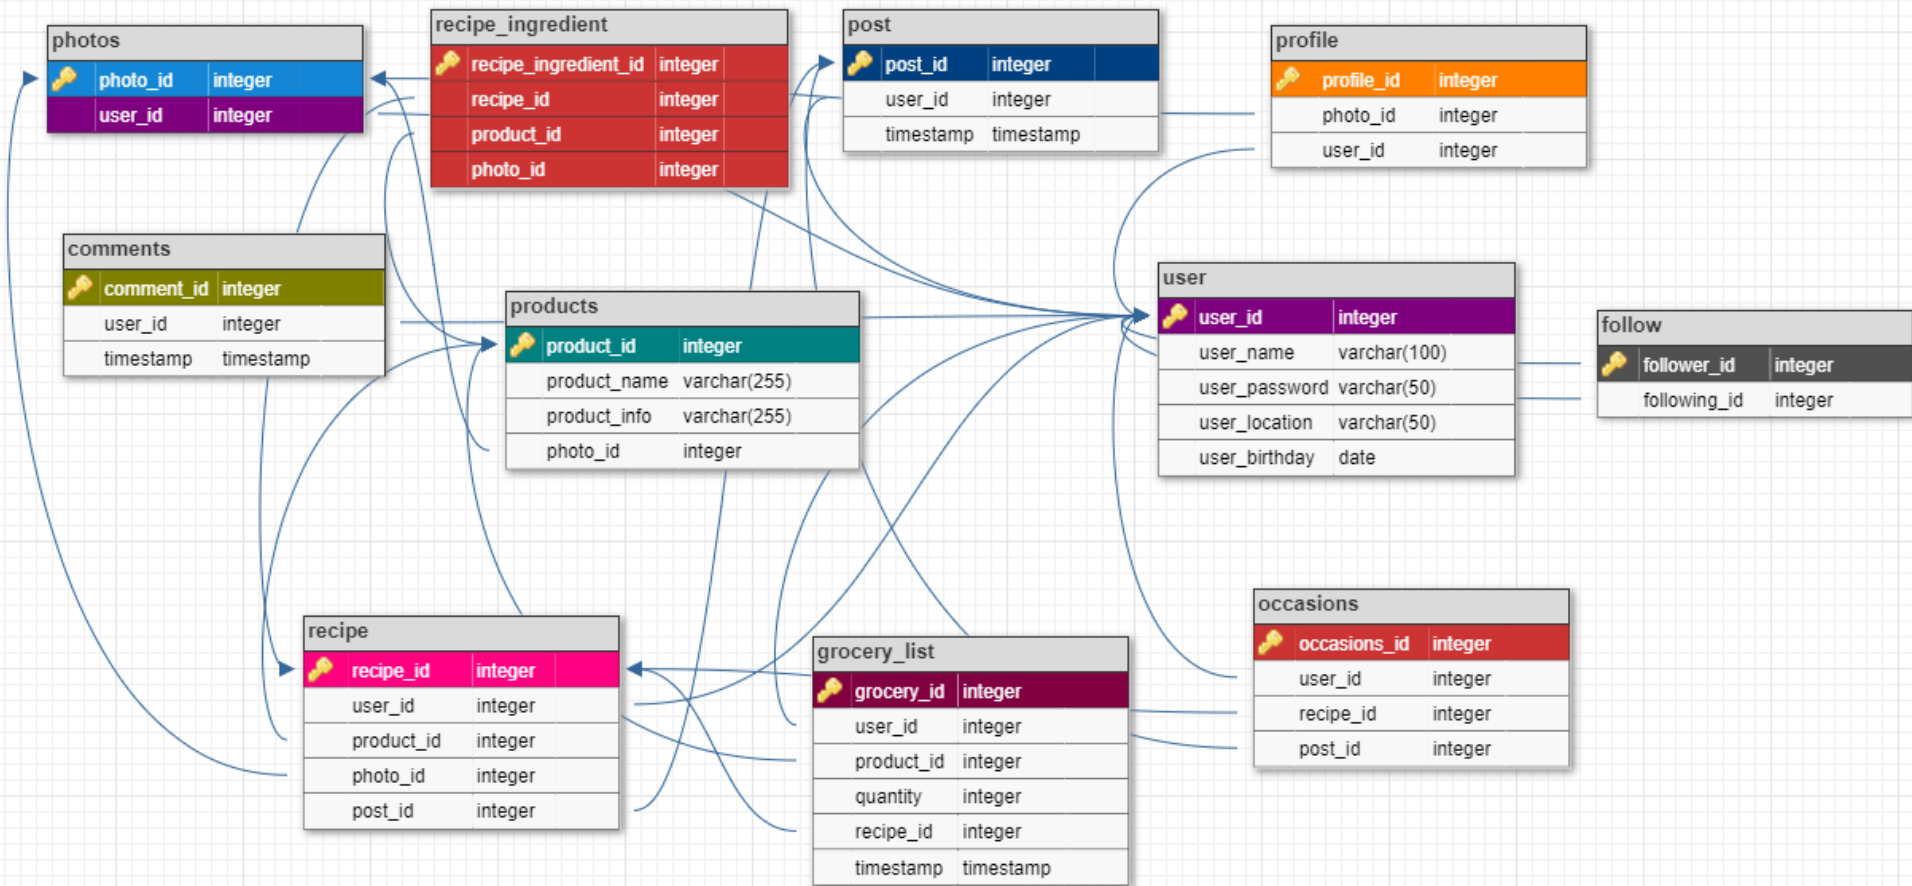 photos
photo_id integer
user_id integer
recipe_ingredient
recipe_ingredient_id integer
recipe_id integer
product_id integer
photo_id integer
post
post_id integer
user_id integer
timestamp timestamp
profile
profile_id integer
photo_id integer
user_id integer
comments
comment_id integer
user_id integer
timestamp timestamp
products
product_id integer
product_name varchar(255)
product_info varchar(255)
photo_id integer
user
user_id integer
user_name varchar(100)
user_password varchar(50)
user_location varchar(50)
user_birthday date
follow
follower_id integer
following_id integer
recipe
recipe_id integer
user_id integer
product_id integer
photo_id integer
post_id integer
grocery_list
grocery_id integer
user_id integer
product_id integer
quantity integer
recipe_id integer
timestamp timestamp
occasions
occasions_id integer
user_id integer
recipe_id integer
post_id integer